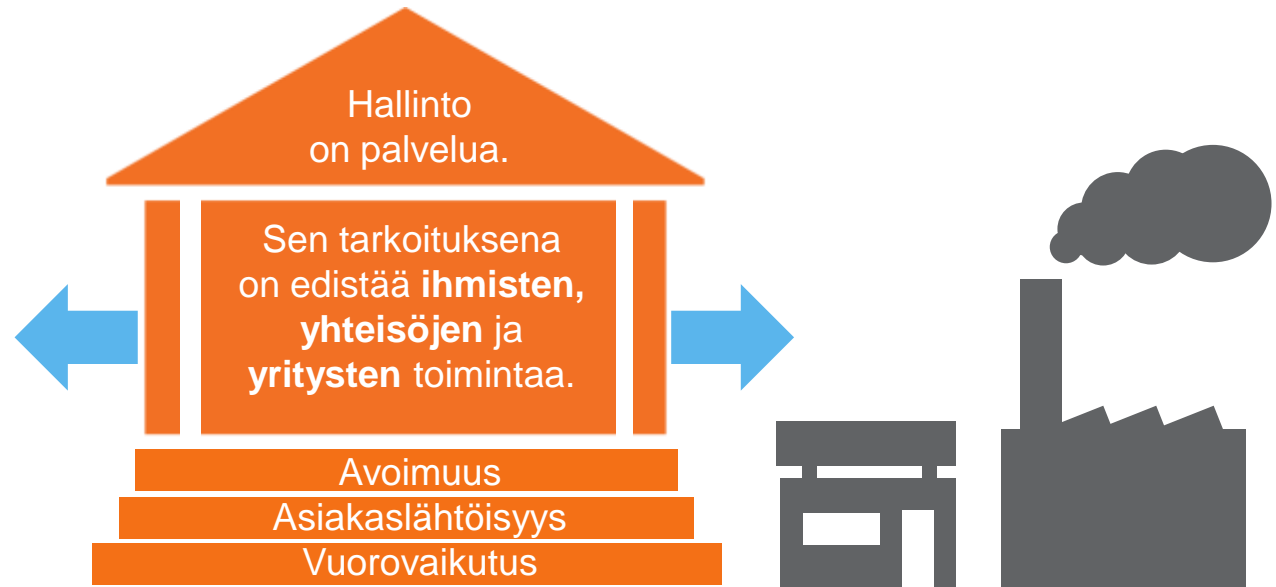 Hallinto
on palvelua.
Sen tarkoituksena
on edistää ihmisten,
yhteisöjen ja
yritysten toimintaa.
Avoimuus
Asiakaslähtöisyys
Vuorovaikutus